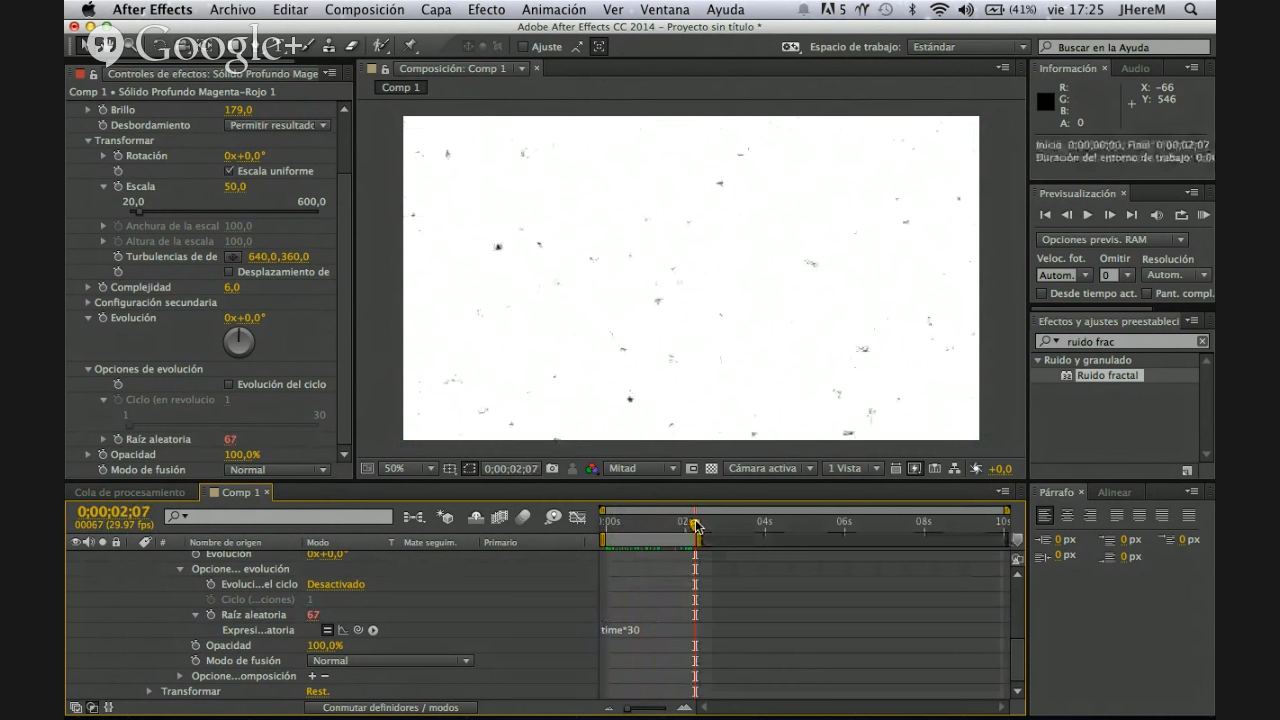 After Effects Archivo Editar Composición Capa Efecto Animación Ventana Ayuda 5 (41%) vie 17:25 JHereM
Adobe After Effects CC 2014 – Proyecto sin título *
Google+
Ajuste Espacio de trabajo: Estándar Buscar en la Ayuda
Controles de efectos: Sólido Profundo Mage
Composición: Comp 1
Información Audio
Comp 1 • Sólido Profundo Magenta–Rojo 1
Comp 1
R: X: -66
G: Y: 546
B:
A: 0
Brillo 179,0
Desbordamiento Permitir resultadc
Transformar
Rotación 0x+0,0°
Escala uniforme
Escala 50,0
20,0 600,0
Anchura de la escal 100,0
Altura de la escala 100,0
Turbulencias de de 640,0,360,0
Desplazamiento de
Complejidad 6,0
Configuración secundaria
Evolución 0x+0,0°
Opciones de evolución
Evolución del ciclo
Ciclo (en revolucio 1
1 30
Raíz aleatoria 67
Opacidad 100,0%
Modo de fusión Normal
Duración del entorno de trabajo:
Previsualización
Opciones previs. RAM
Veloc. fot. Omitir Resolución
Autom. 0 Autom.
Desde tiempo act. Pant. compl.
Efectos y ajustes preestableci
ruido frac
Ruido y granulado
Ruido fractal
50% 0;00;02;07 Mitad Cámara activa 1 Vista +0,0
Cola de procesamiento Comp 1
Párrafo Alinear
0;00;02;07
00067 (29.97 fps)
):00s 02 04s 06s 08s 10s
Nombre de origen Modo T Mate seguim. Primario
0 px 0 px 0 px
0 px 0 px
Evolución 0x+0,0°
Opcione... evolución
Evoluci...el ciclo Desactivado
Ciclo (...ciones) 1
Raíz aleatoria 67
Expresi...atoria time*30
Opacidad 100,0%
Modo de fusión Normal
Opcione...omposición + –
Transformar Rest.
Conmutar definidores / modos